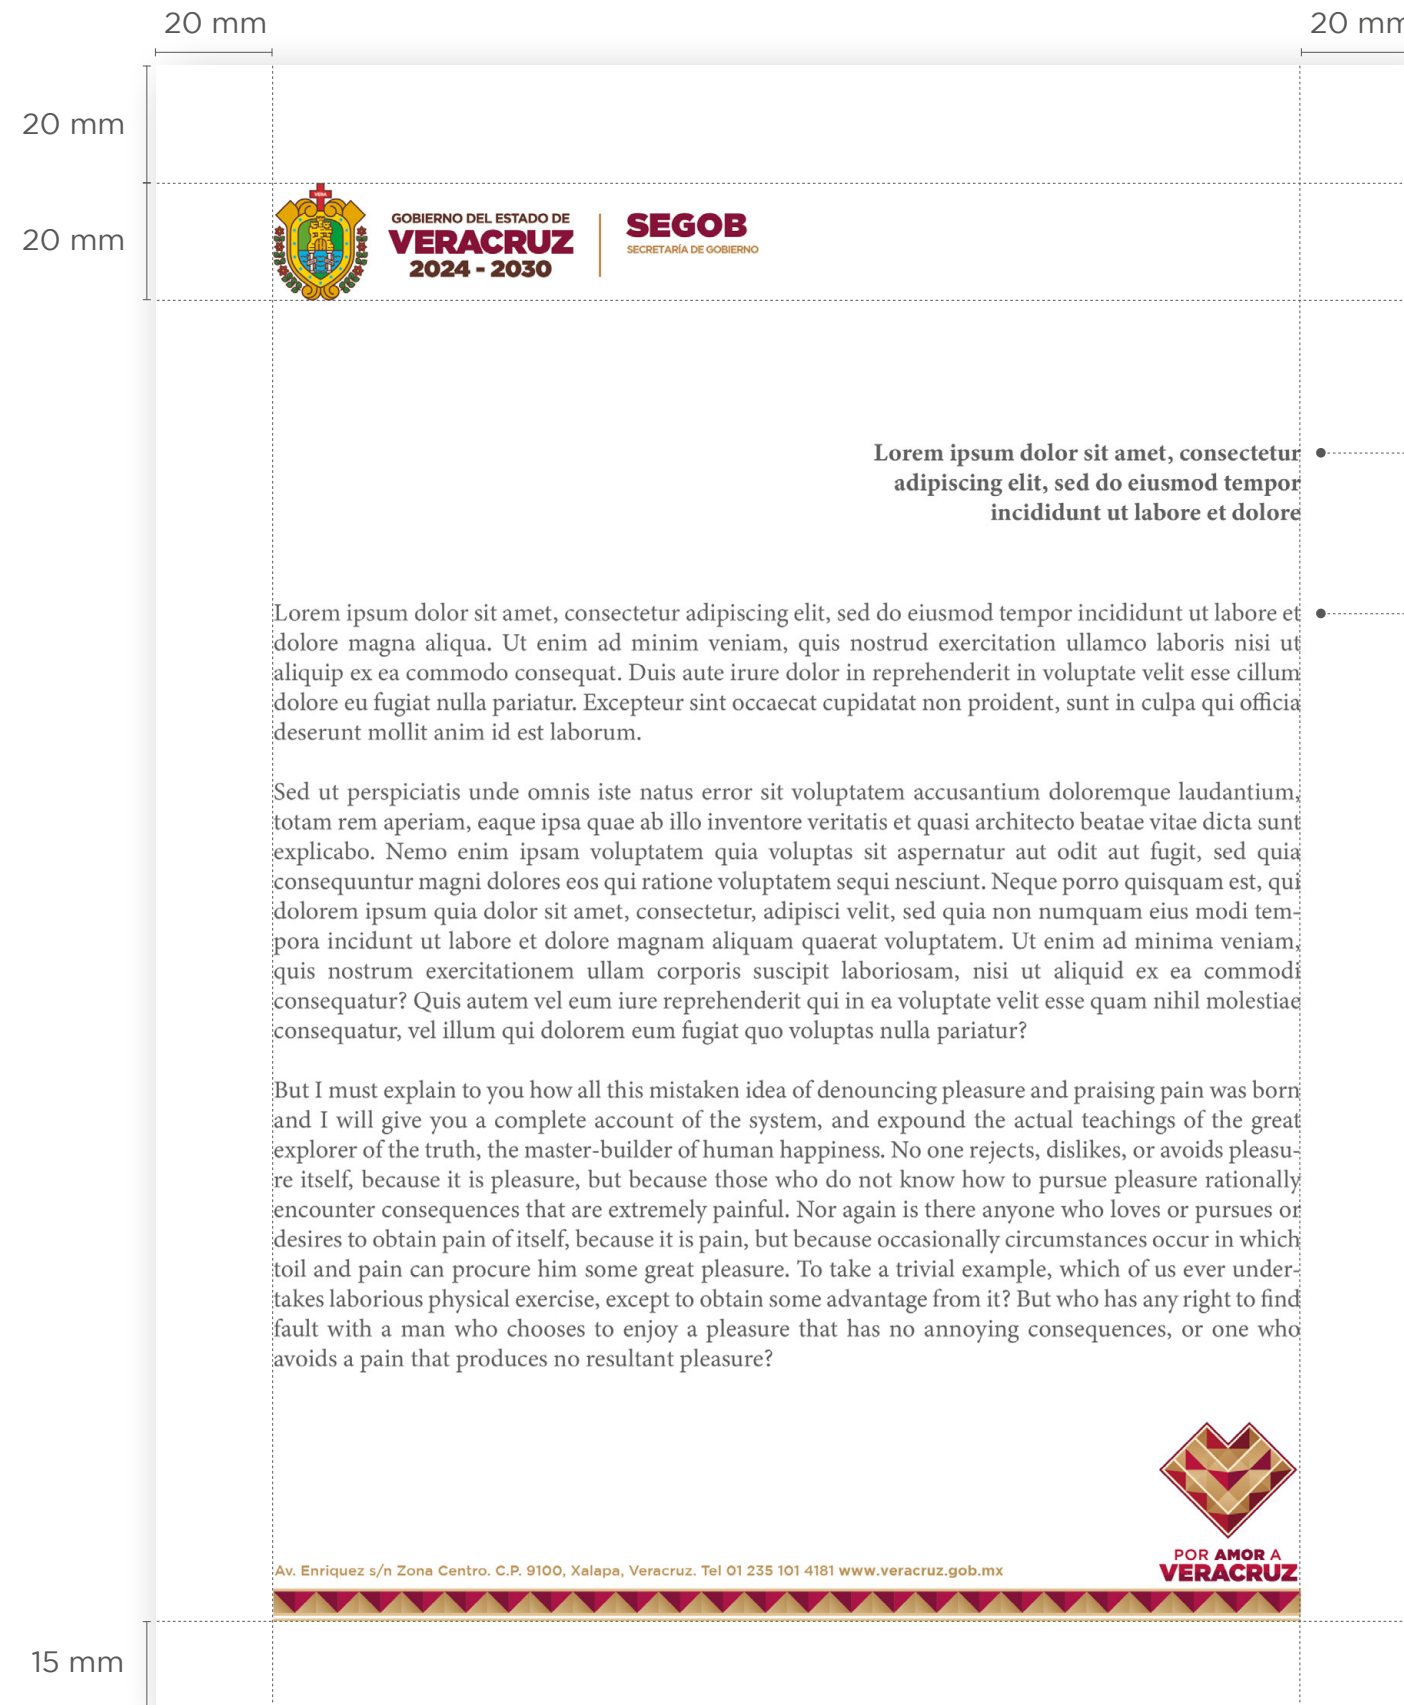 20 mm
20 mm
20 mm
20 mm
VERA
GOBIERNO DEL ESTADO DE
VERACRUZ
2024 - 2030
SEGOB
SECRETARÍA DE GOBIERNO
Lorem ipsum dolor sit amet, consectetur
adipiscing elit, sed do eiusmod tempor
incididunt ut labore et dolore
Lorem ipsum dolor sit amet, consectetur adipiscing elit, sed do eiusmod tempor incididunt ut labore et
dolore magna aliqua. Ut enim ad minim veniam, quis nostrud exercitation ullamco laboris nisi ut
aliquip ex ea commodo consequat. Duis aute irure dolor in reprehenderit in voluptate velit esse cillum
dolore eu fugiat nulla pariatur. Excepteur sint occaecat cupidatat non proident, sunt in culpa qui officia
deserunt mollit anim id est laborum.
Sed ut perspiciatis unde omnis iste natus error sit voluptatem accusantium doloremque laudantium,
totam rem aperiam, eaque ipsa quae ab illo inventore veritatis et quasi architecto beatae vitae dicta sunt
explicabo. Nemo enim ipsam voluptatem quia voluptas sit aspernatur aut odit aut fugit, sed quia
consequuntur magni dolores eos qui ratione voluptatem sequi nesciunt. Neque porro quisquam est, qui
dolorem ipsum quia dolor sit amet, consectetur, adipisci velit, sed quia non numquam eius modi tem-
pora incidunt ut labore et dolore magnam aliquam quaerat voluptatem. Ut enim ad minima veniam,
quis nostrum exercitationem ullam corporis suscipit laboriosam, nisi ut aliquid ex ea commodi
consequatur? Quis autem vel eum iure reprehenderit qui in ea voluptate velit esse quam nihil molestiae
consequatur, vel illum qui dolorem eum fugiat quo voluptas nulla pariatur?
But I must explain to you how all this mistaken idea of denouncing pleasure and praising pain was born
and I will give you a complete account of the system, and expound the actual teachings of the great
explorer of the truth, the master-builder of human happiness. No one rejects, dislikes, or avoids pleasu-
re itself, because it is pleasure, but because those who do not know how to pursue pleasure rationally
encounter consequences that are extremely painful. Nor again is there anyone who loves or pursues or
desires to obtain pain of itself, because it is pain, but because occasionally circumstances occur in which
toil and pain can procure him some great pleasure. To take a trivial example, which of us ever under-
takes laborious physical exercise, except to obtain some advantage from it? But who has any right to find
fault with a man who chooses to enjoy a pleasure that has no annoying consequences, or one who
avoids a pain that produces no resultant pleasure?
POR AMOR A
VERACRUZ
Av. Enriquez s/n Zona Centro. C.P. 9100, Xalapa, Veracruz. Tel 01 235 101 4181 www.veracruz.gob.mx
15 mm